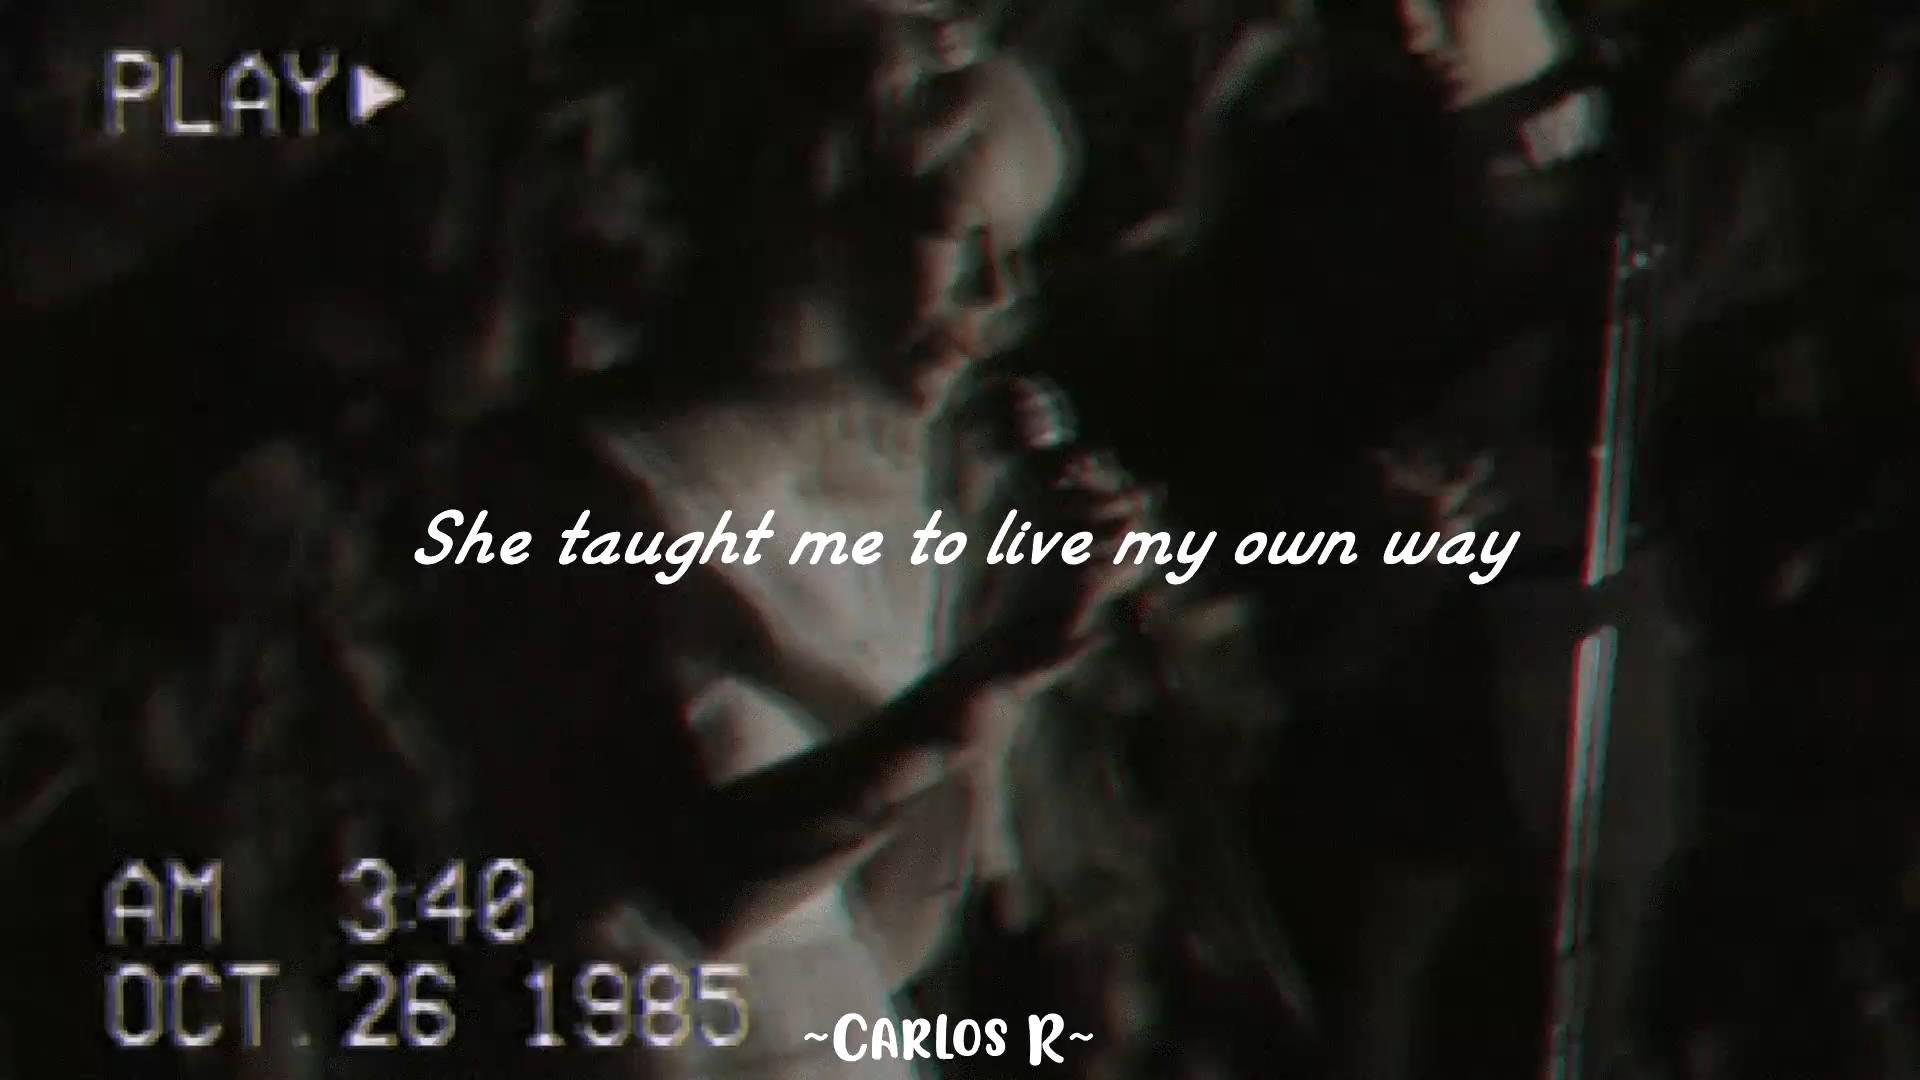 PLAY
She taught me to live my own way
AM 3:40
OCT. 26 1985
~CARLOS R~